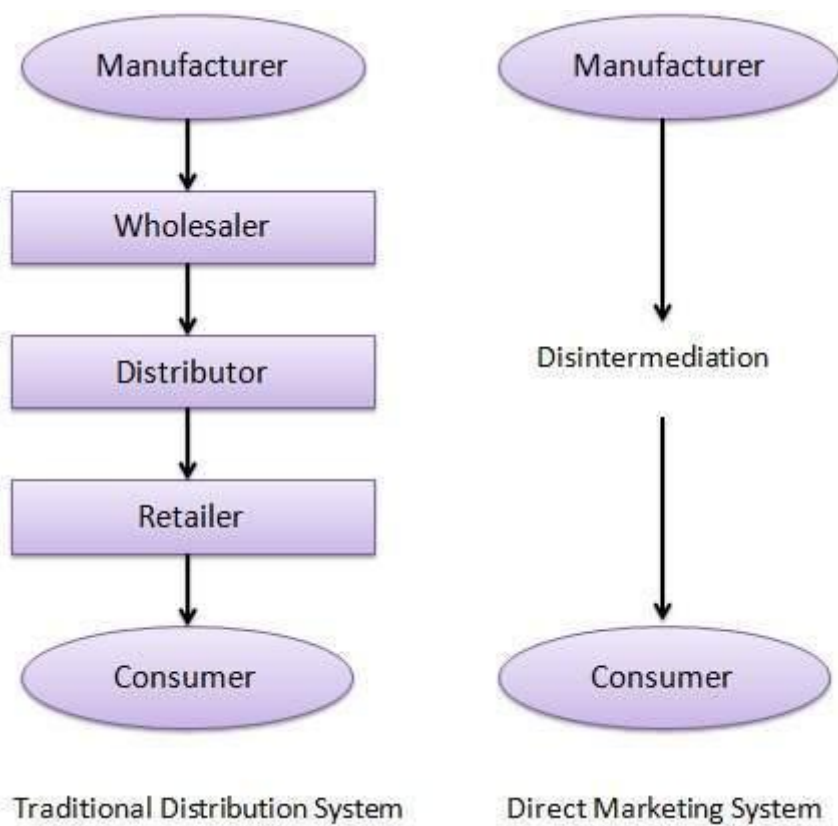 Manufacturer
Wholesaler
Distributor
Retailer
Consumer
Traditional Distribution System
Manufacturer
Disintermediation
Consumer
Direct Marketing System